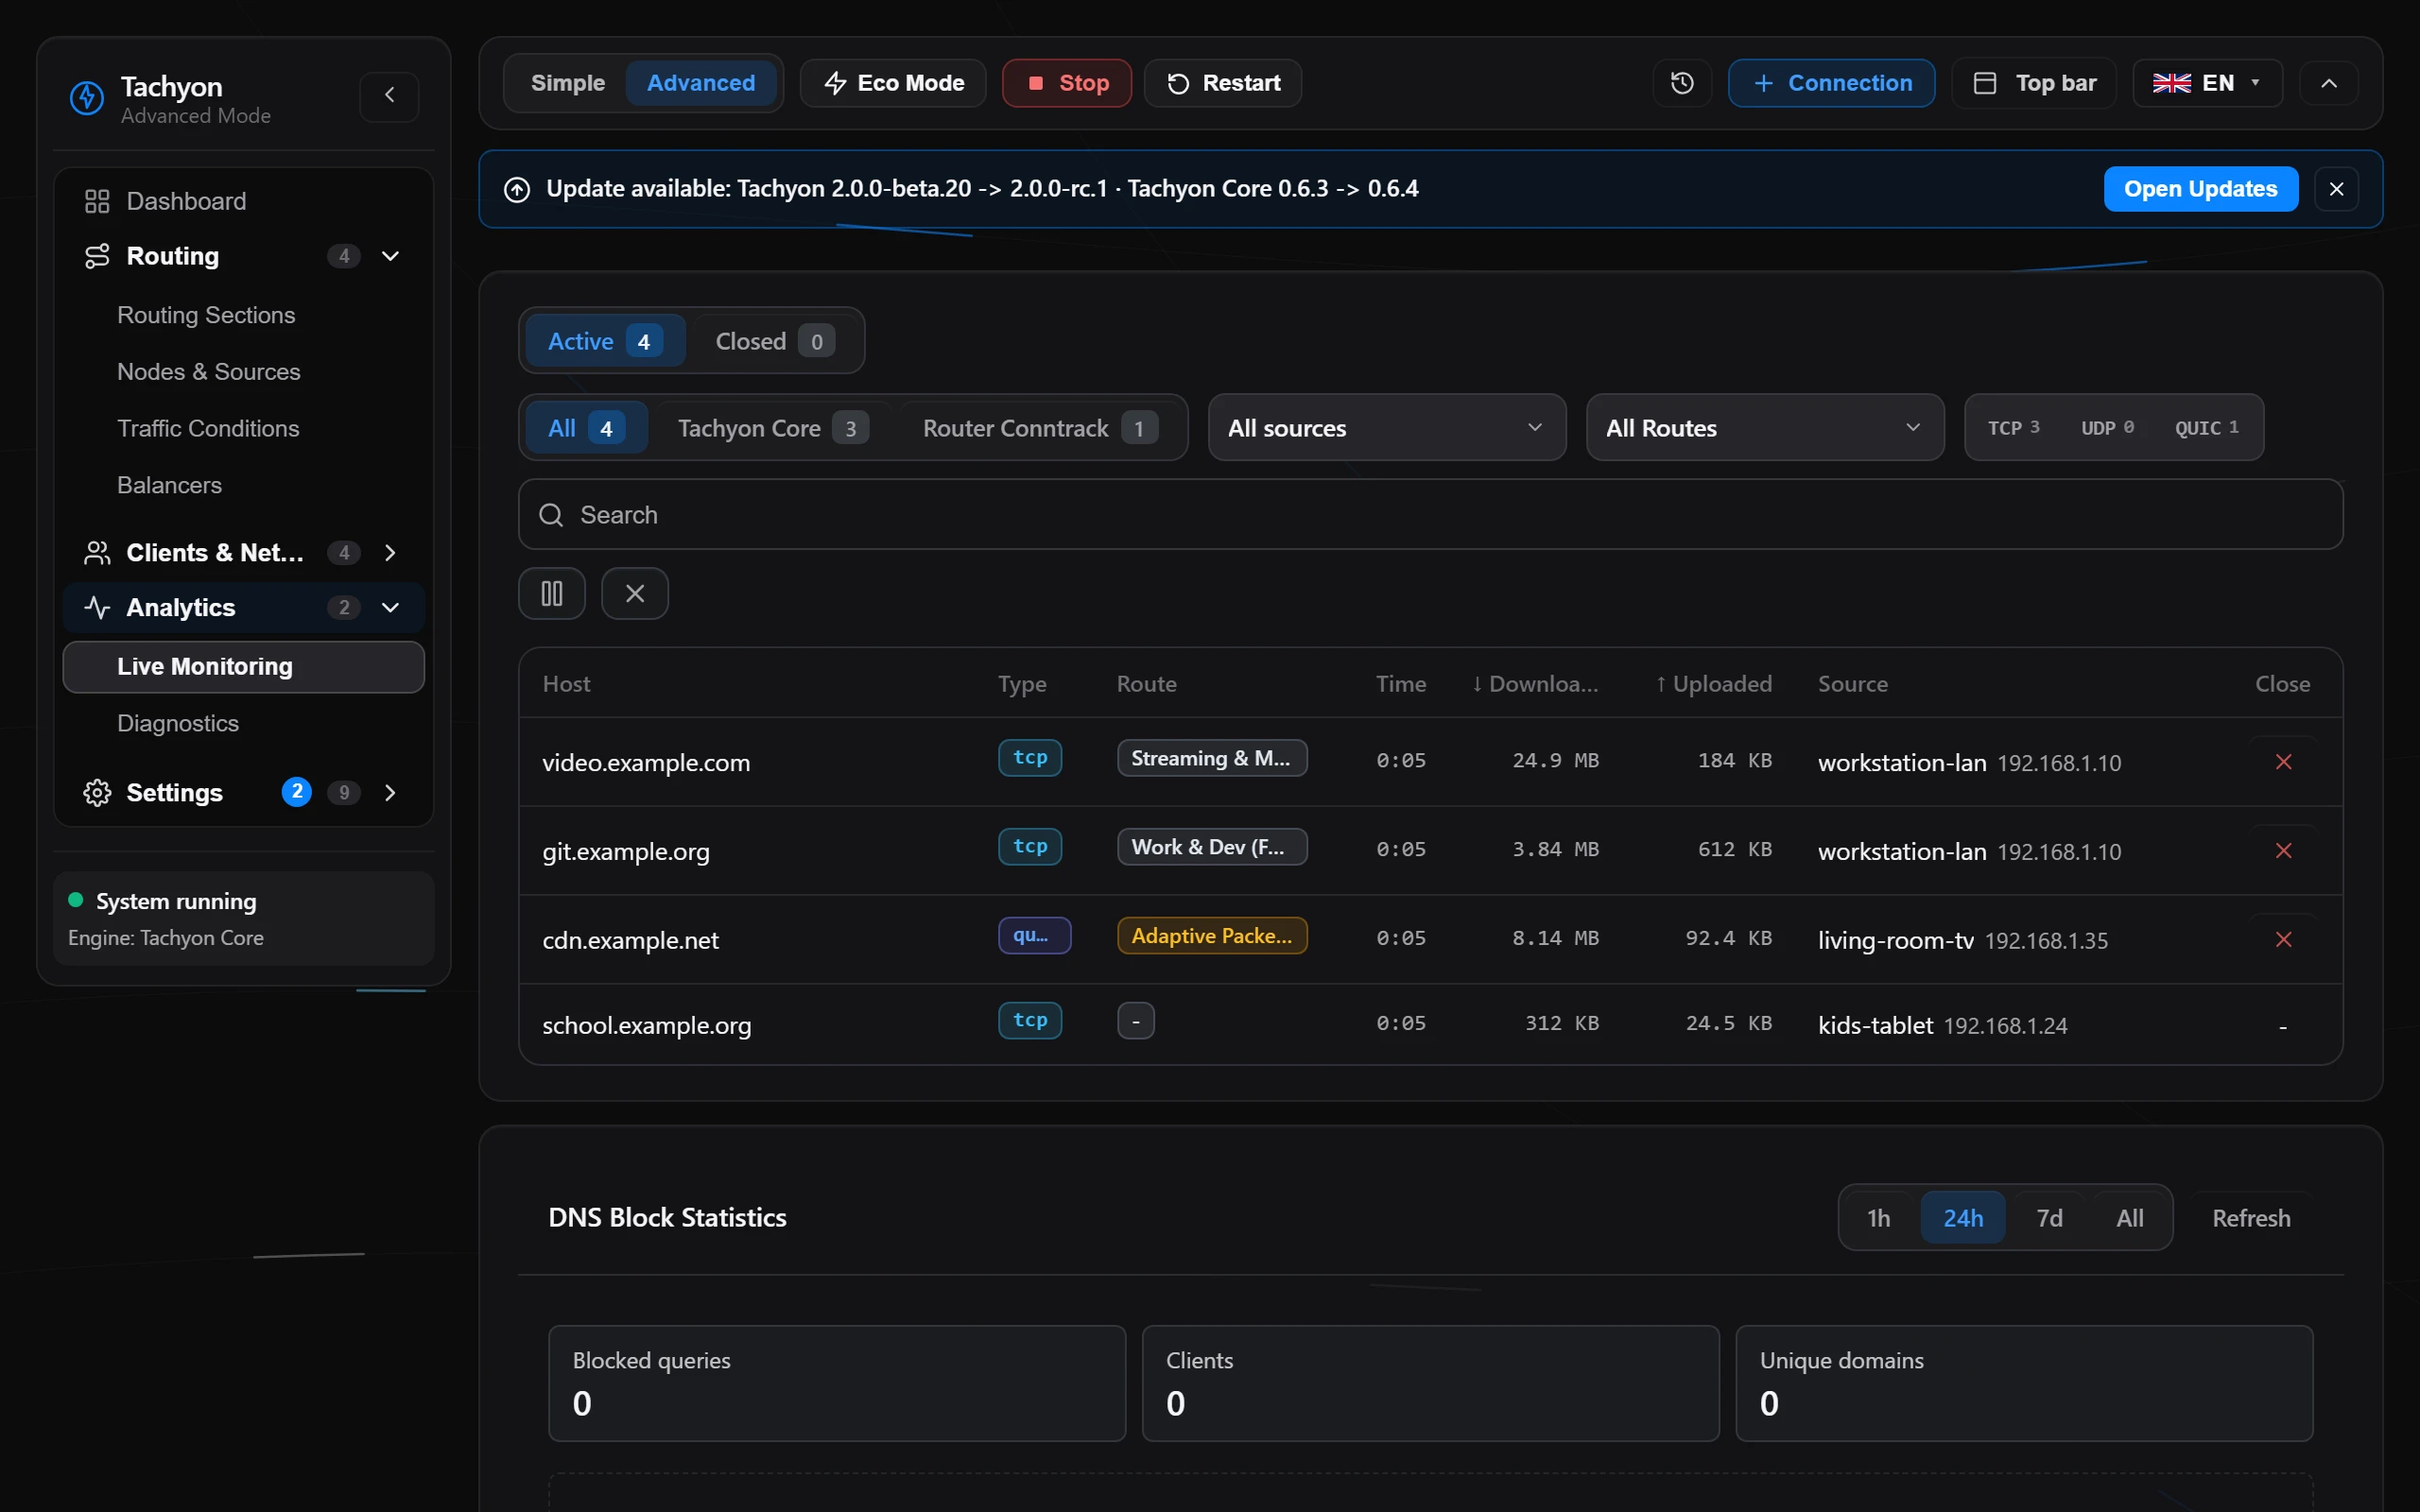 Tachyon
Advanced Mode
Dashboard
Routing 4
Routing Sections
Nodes & Sources
Traffic Conditions
Balancers
Clients & Net... 4
Analytics 2
Live Monitoring
Diagnostics
Settings 2 9
System running
Engine: Tachyon Core
Simple Advanced Eco Mode Stop Restart + Connection Top bar EN
Update available: Tachyon 2.0.0-beta.20 -> 2.0.0-rc.1 · Tachyon Core 0.6.3 -> 0.6.4 Open Updates
Active 4 Closed 0
All 4 Tachyon Core 3 Router Conntrack 1 All sources All Routes TCP 3 UDP 0 QUIC 1
Search
Host Type Route Time ↓ Downloa... ↑ Uploaded Source Close
video.example.com tcp Streaming & M... 0:05 24.9 MB 184 KB workstation-lan 192.168.1.10
git.example.org tcp Work & Dev (F... 0:05 3.84 MB 612 KB workstation-lan 192.168.1.10
cdn.example.net qu... Adaptive Packe... 0:05 8.14 MB 92.4 KB living-room-tv 192.168.1.35
school.example.org tcp - 0:05 312 KB 24.5 KB kids-tablet 192.168.1.24 -
DNS Block Statistics 1h 24h 7d All Refresh
Blocked queries Clients Unique domains
0 0 0